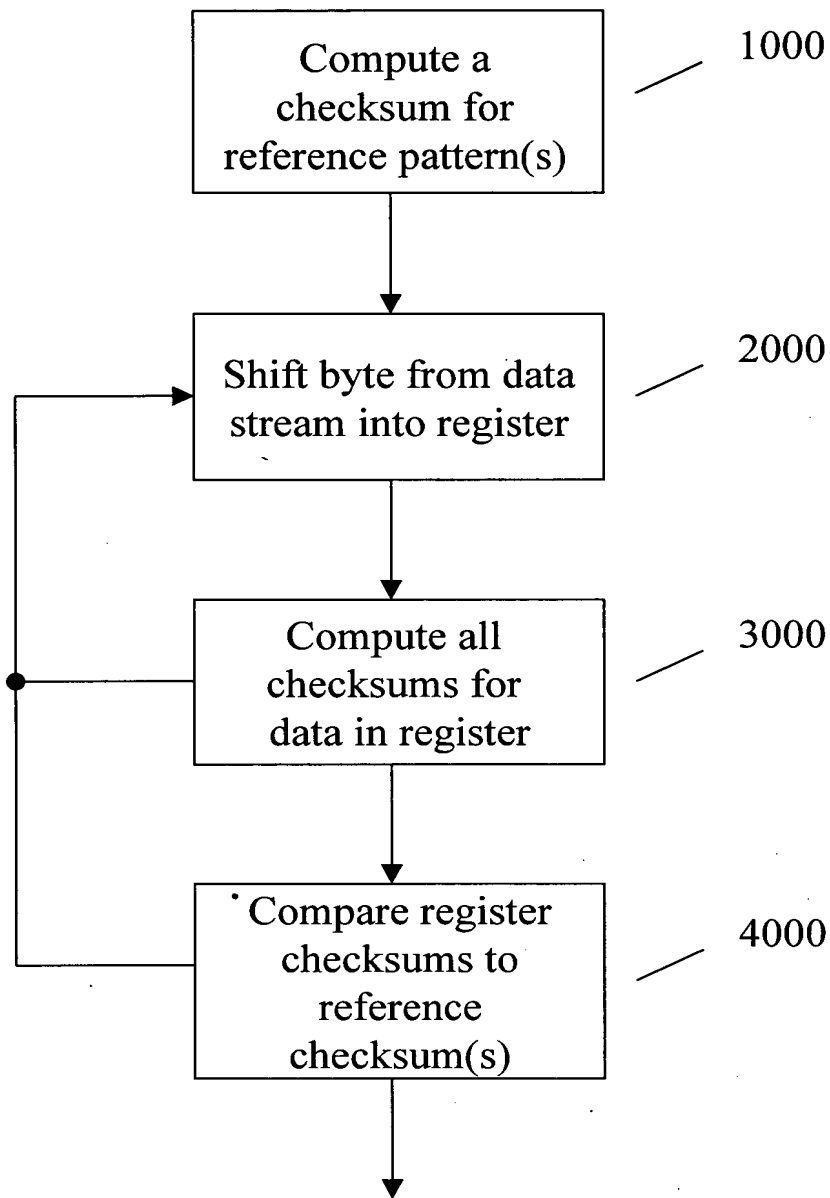 Compute a
checksum for
reference pattern(s)
1000
Shift byte from data
stream into register
2000
Compute all
checksums for
data in register
3000
Compare register
checksums to
reference
checksum(s)
4000